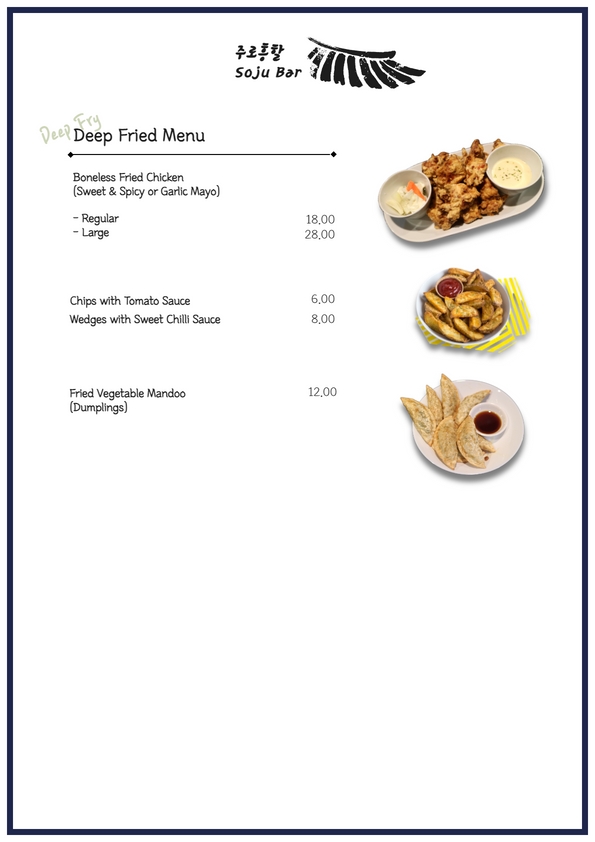 주로통할
Soju Bar
Deep Fry
Deep Fried Menu
Boneless Fried Chicken
(Sweet & Spicy or Garlic Mayo)
- Regular 18.00
- Large 28.00
Chips with Tomato Sauce 6.00
Wedges with Sweet Chilli Sauce 8.00
Fried Vegetable Mandoo 12.00
(Dumplings)